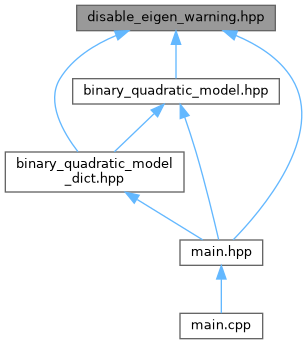 disable_eigen_warning.hpp
binary_quadratic_model.hpp
binary_quadratic_model
_dict.hpp
main.hpp
main.cpp